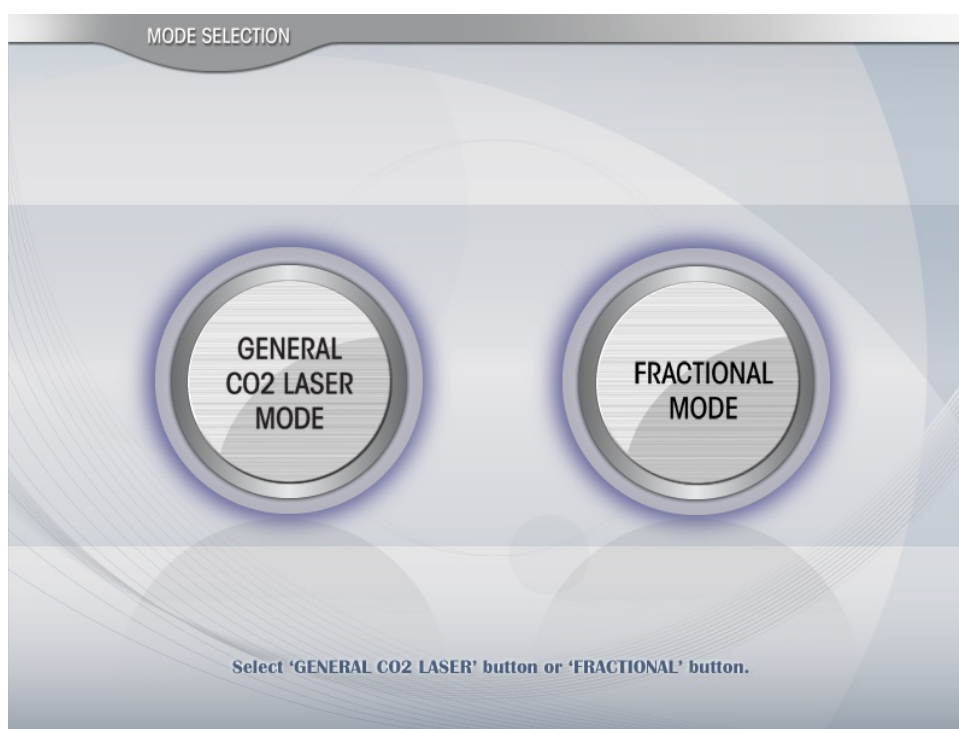 MODE SELECTION
GENERAL
CO2 LASER
MODE
FRACTIONAL
MODE
Select ‘GENERAL CO2 LASER’ button or ‘FRACTIONAL’ button.